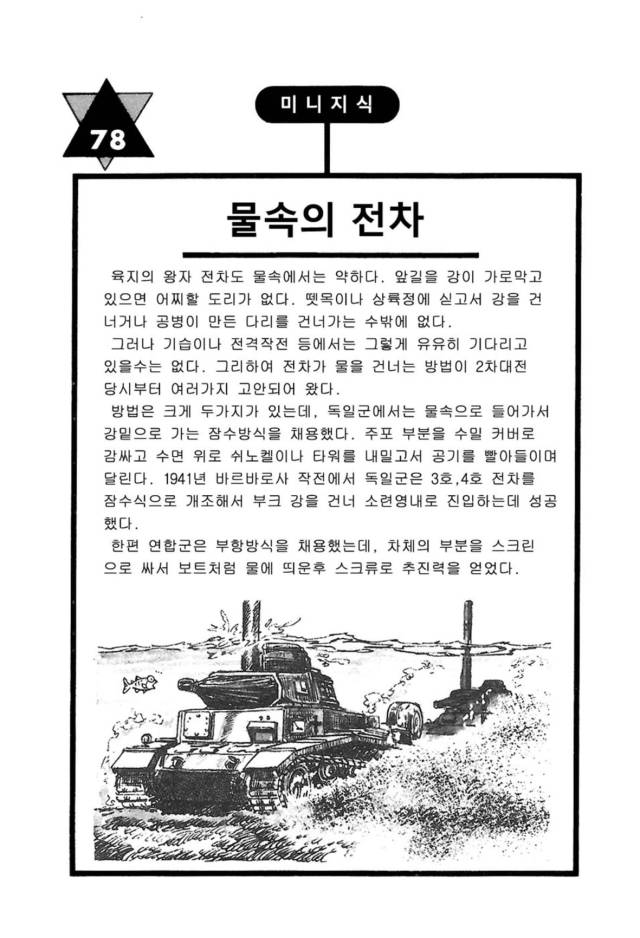 미니지식
78
물속의 전차
육지의 왕자 전차도 물속에서는 약하다. 앞길을 강이 가로막고
있으면 어찌할 도리가 없다. 뗏목이나 상륙정에 싣고서 강을 건
너거나 공병이 만든 다리를 건너가는 수밖에 없다.
그러나 기습이나 전격작전 등에서는 그렇게 유유히 기다리고
있을수는 없다. 그리하여 전차가 물을 건너는 방법이 2차대전
당시부터 여러가지 고안되어 왔다.
방법은 크게 두가지가 있는데, 독일군에서는 물속으로 들어가서
강밑으로 가는 잠수방식을 채용했다. 주포 부분을 수밀 커버로
감싸고 수면 위로 쉬노켈이나 타워를 내밀고서 공기를 빨아들이며
달린다. 1941년 바르바로사 작전에서 독일군은 3호,4호 전차를
잠수식으로 개조해서 부크 강을 건너 소련영내로 진입하는데 성공
했다.
한편 연합군은 부항방식을 채용했는데, 차체의 부분을 스크린
으로 싸서 보트처럼 물에 띄운후 스크류로 추진력을 얻었다.